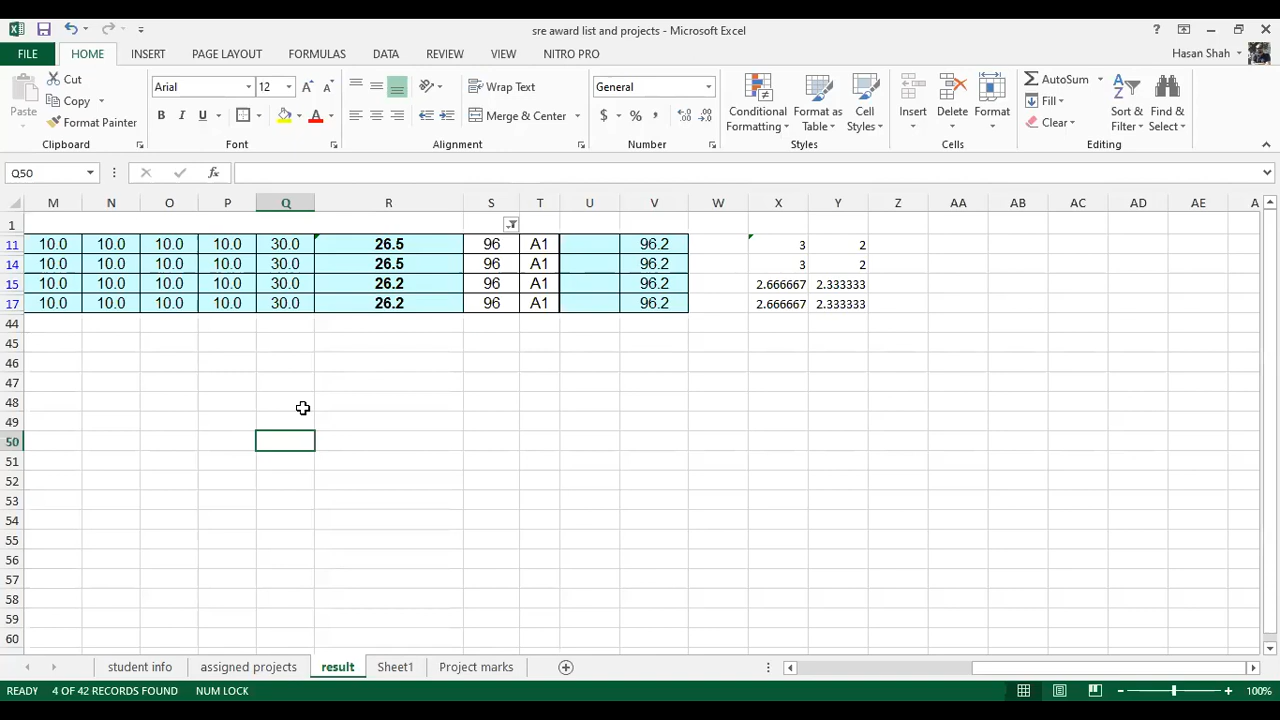 sre award list and projects - Microsoft Excel
?
FILE HOME INSERT PAGE LAYOUT FORMULAS DATA REVIEW VIEW NITRO PRO Hasan Shah
Cut
Copy
Format Painter
Paste
Clipboard
Arial 12 A A
B I U A
Font
Wrap Text
Merge & Center
Alignment
General
$ % ,
Number
Conditional Formatting
Format as Table
Cell Styles
Styles
Insert Delete Format
Cells
AutoSum
Fill
Clear
Sort & Filter
Find & Select
Editing
Q50 fx
M N O P Q R S T U V W X Y Z AA AB AC AD AE A
1
11 10.0 10.0 10.0 10.0 30.0 26.5 96 A1 96.2 3 2
14 10.0 10.0 10.0 10.0 30.0 26.5 96 A1 96.2 3 2
15 10.0 10.0 10.0 10.0 30.0 26.2 96 A1 96.2 2.666667 2.333333
17 10.0 10.0 10.0 10.0 30.0 26.2 96 A1 96.2 2.666667 2.333333
44
45
46
47
48
49
50
51
52
53
54
55
56
57
58
59
60
student info assigned projects result Sheet1 Project marks
READY 4 OF 42 RECORDS FOUND NUM LOCK 100%